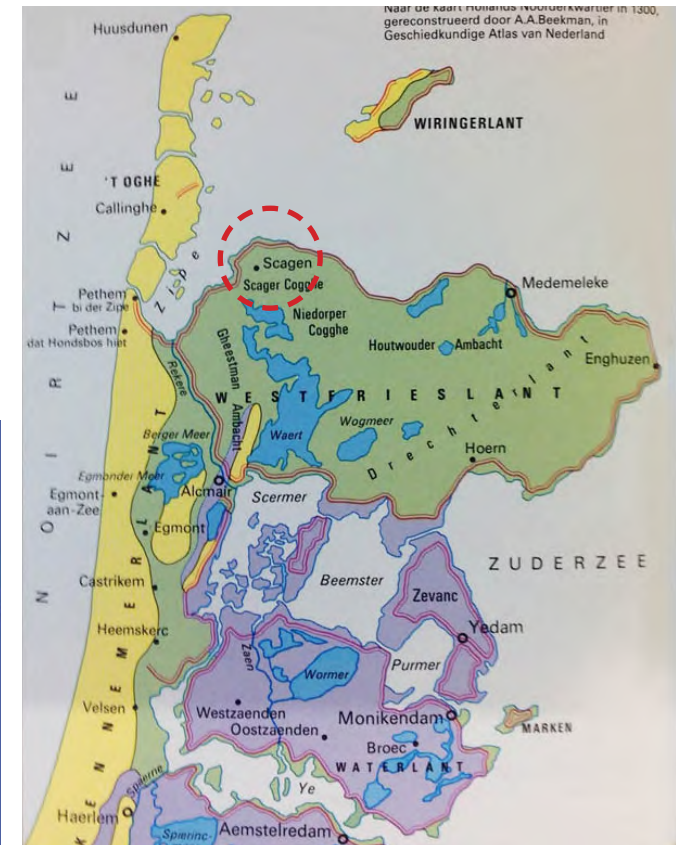 Naar de kaart Hollands Noorderkwartier in 1300,
gereconstrueerd door A.A.Beekman, in
Geschiedkundige Atlas van Nederland
Huusdunen
WIRINGERLANT
'T OGHE
Callinghe
NOIRTZEE
Zipe
Scagen
Scager Cogghe
Pethem
bi der Zipe
Medemeleke
Niedorper
Cogghe
Pethem
dat Hondsbos hiet
Houtwouder Ambacht
Gheestman
Ambacht
Rekere
Enghuzen
WESTFRIESLANT
Drechterlant
Wogmeer
Waert
Berger Meer
Hoern
Egmonder Meer
Alcmair
Egmont-
aan-Zee
Scermer
Egmont
ZUDERZEE
Castrikem
Beemster
Zevanc
Heemskerc
Yedam
KENNEMERLANT
Zaen
Purmer
Wormer
Velsen
Westzaenden
Oostzaenden
Monikendam
MARKEN
Broec
WATERLANT
Spaerne
Ye
Haerlem
Spierinc-
Aemstelredam